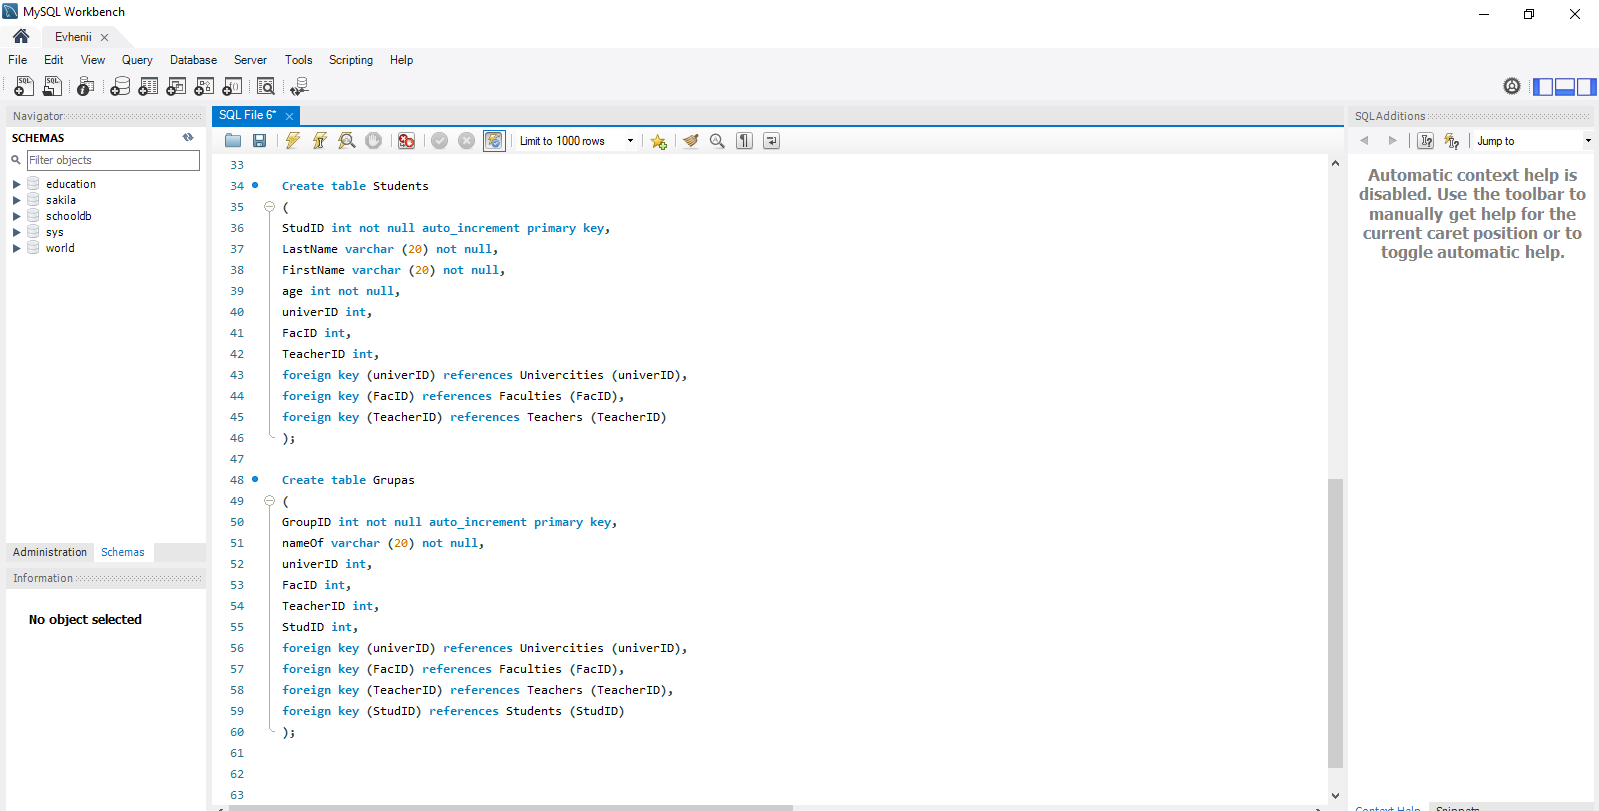 MySQL Workbench
Evhenii
File Edit View Query Database Server Tools Scripting Help
Navigator
SCHEMAS
Filter objects
education
sakila
schooldb
sys
world
Administration Schemas
Information
No object selected
SQL File 6*
Limit to 1000 rows
33
34 Create table Students
35 (
36 StudID int not null auto_increment primary key,
37 LastName varchar (20) not null,
38 FirstName varchar (20) not null,
39 age int not null,
40 univerID int,
41 FacID int,
42 TeacherID int,
43 foreign key (univerID) references Univercities (univerID),
44 foreign key (FacID) references Faculties (FacID),
45 foreign key (TeacherID) references Teachers (TeacherID)
46 );
47
48 Create table Grupas
49 (
50 GroupID int not null auto_increment primary key,
51 nameOf varchar (20) not null,
52 univerID int,
53 FacID int,
54 TeacherID int,
55 StudID int,
56 foreign key (univerID) references Univercities (univerID),
57 foreign key (FacID) references Faculties (FacID),
58 foreign key (TeacherID) references Teachers (TeacherID),
59 foreign key (StudID) references Students (StudID)
60 );
61
62
63
SQLAdditions
Jump to
Automatic context help is
disabled. Use the toolbar to
manually get help for the
current caret position or to
toggle automatic help.
Context Help Snippets